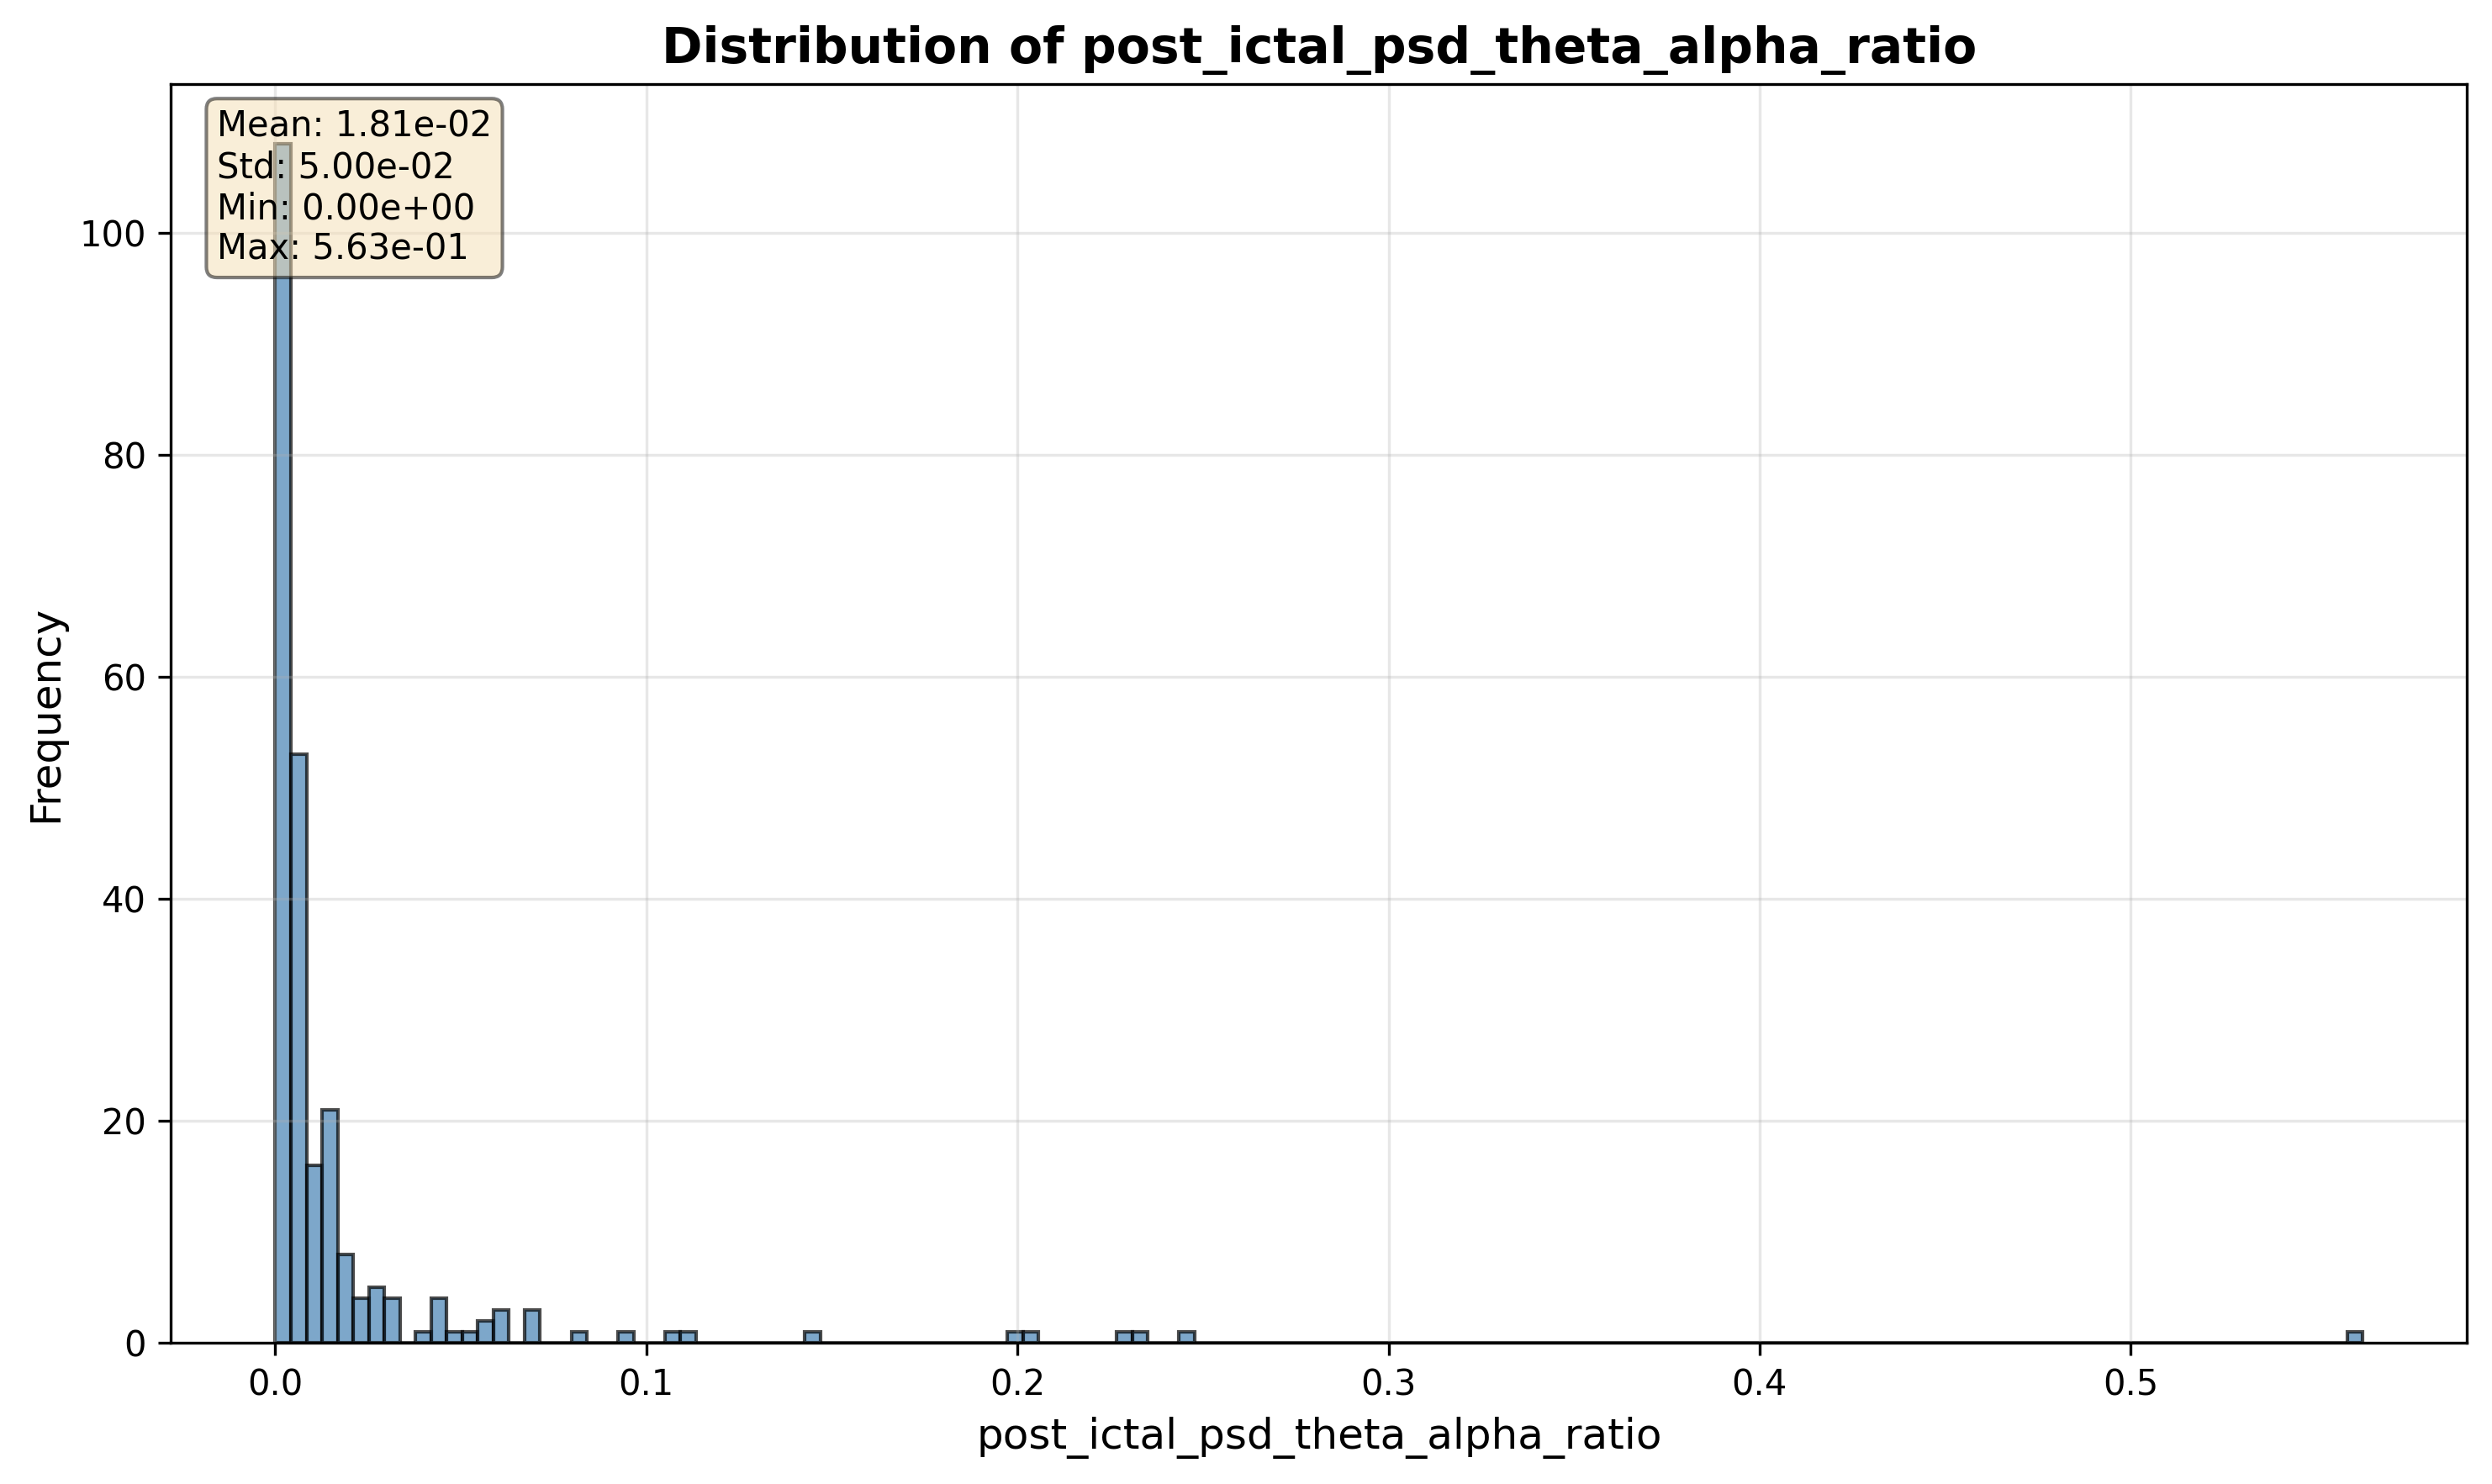 Distribution of post_ictal_psd_theta_alpha_ratio
Mean: 1.81e-02
Std: 5.00e-02
Min: 0.00e+00
Max: 5.63e-01
Frequency
100
80
60
40
20
0
0.0 0.1 0.2 0.3 0.4 0.5
post_ictal_psd_theta_alpha_ratio